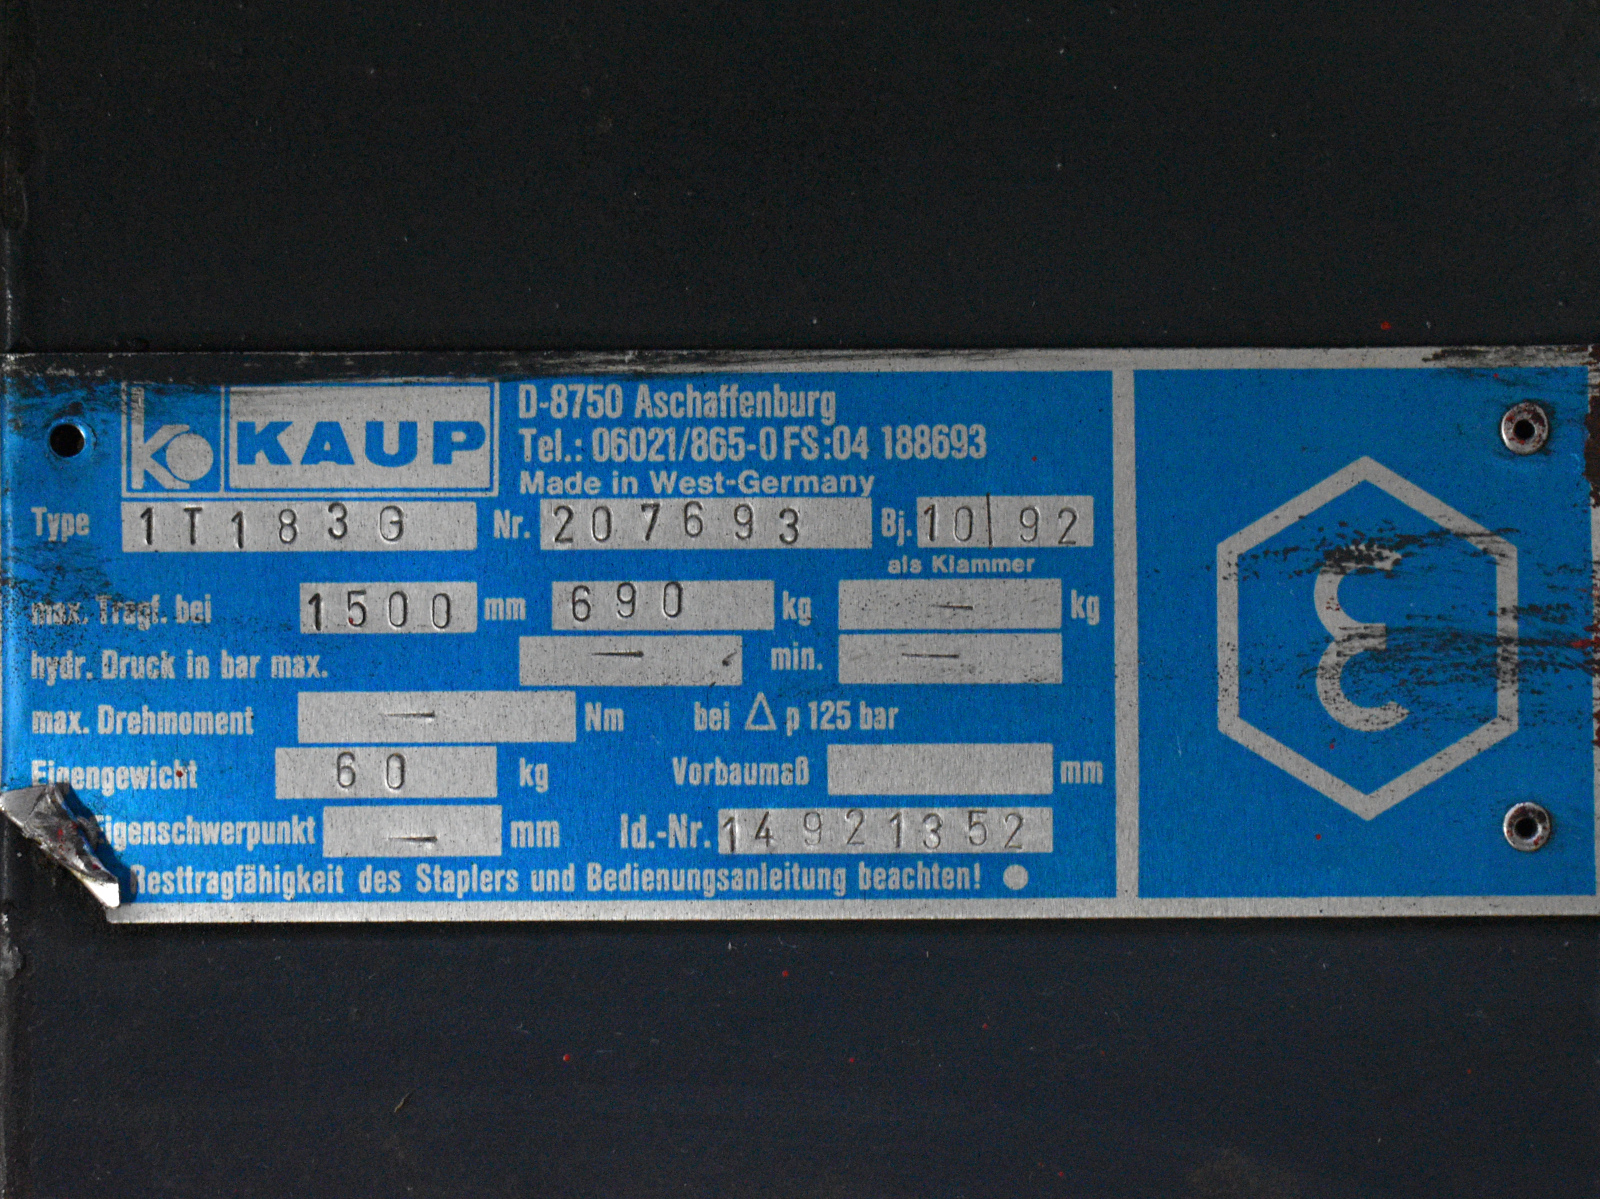 KAUP
D-8750 Aschaffenburg
Tel.: 06021/865-0 FS:04 188693
Made in West-Germany
Type 1T183G Nr. 207693 Bj. 10/92
als Klammer
max. Tragf. bei 1500 mm 690 kg — kg
hydr. Druck in bar max. — min. —
max. Drehmoment — Nm bei Δ p 125 bar
Eigengewicht 60 kg Vorbaumaß mm
Eigenschwerpunkt — mm Id.-Nr. 14921352
Resttragfähigkeit des Staplers und Bedienungsanleitung beachten!